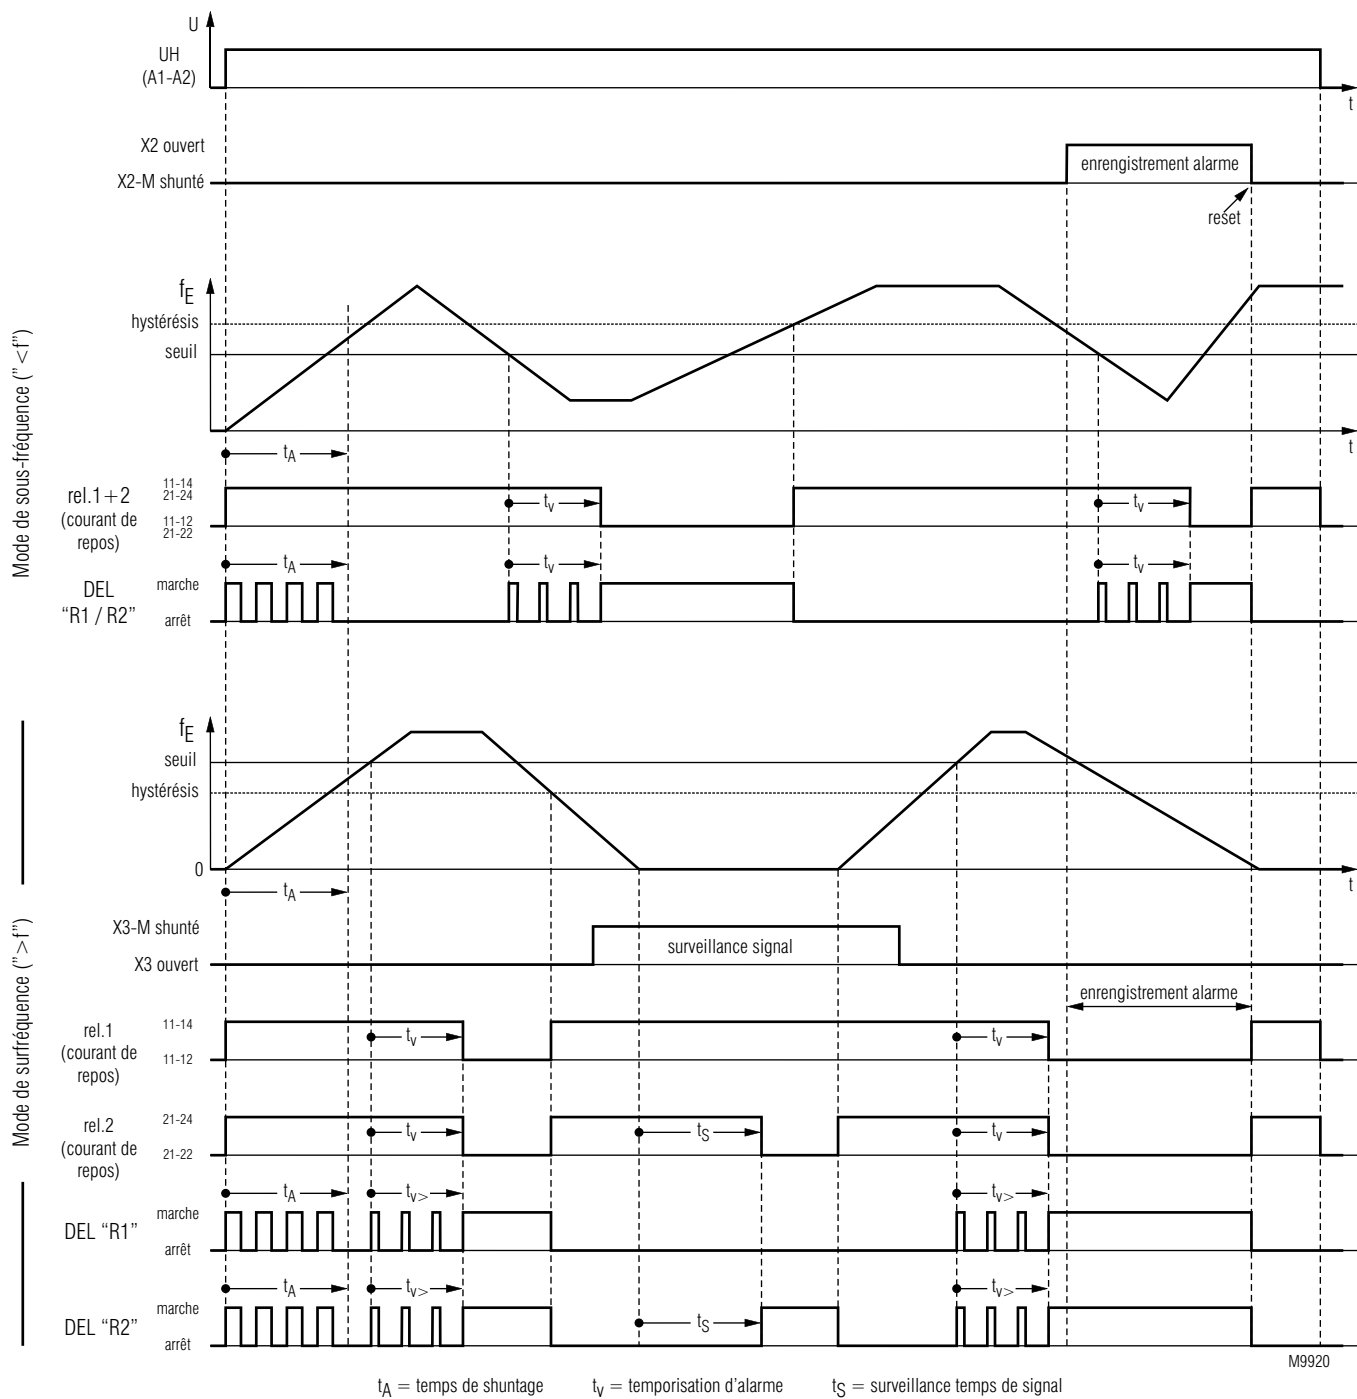 U
UH
(A1-A2)
t
X2 ouvert
X2-M shunté
enrengistrement alarme
reset
Mode de sous-fréquence ("<f")
fE
hystérésis
seuil
t
tA
rel.1+2
(courant de
repos)
11-14
21-24
11-12
21-22
tv
tv
tA
tv
tv
DEL
"R1 / R2"
marche
arrêt
Mode de surfréquence (">f")
fE
seuil
hystérésis
0
t
tA
X3-M shunté
X3 ouvert
surveillance signal
enrengistrement alarme
rel.1
(courant de
repos)
11-14
11-12
tv
tv
rel.2
(courant de
repos)
21-24
21-22
tv
tS
tv
tA
tv>
tv>
DEL "R1"
marche
arrêt
tA
tv>
tv>
DEL "R2"
marche
arrêt
tS
M9920
tA = temps de shuntage
tv = temporisation d'alarme
tS = surveillance temps de signal